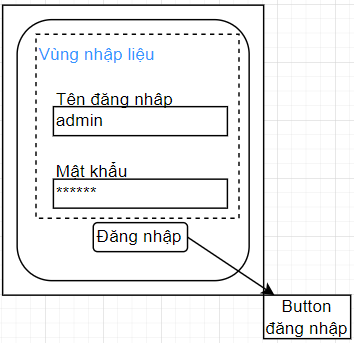 Vùng nhập liệu
Tên đăng nhập
admin
Mật khẩu
******
Đăng nhập
Button
đăng nhập